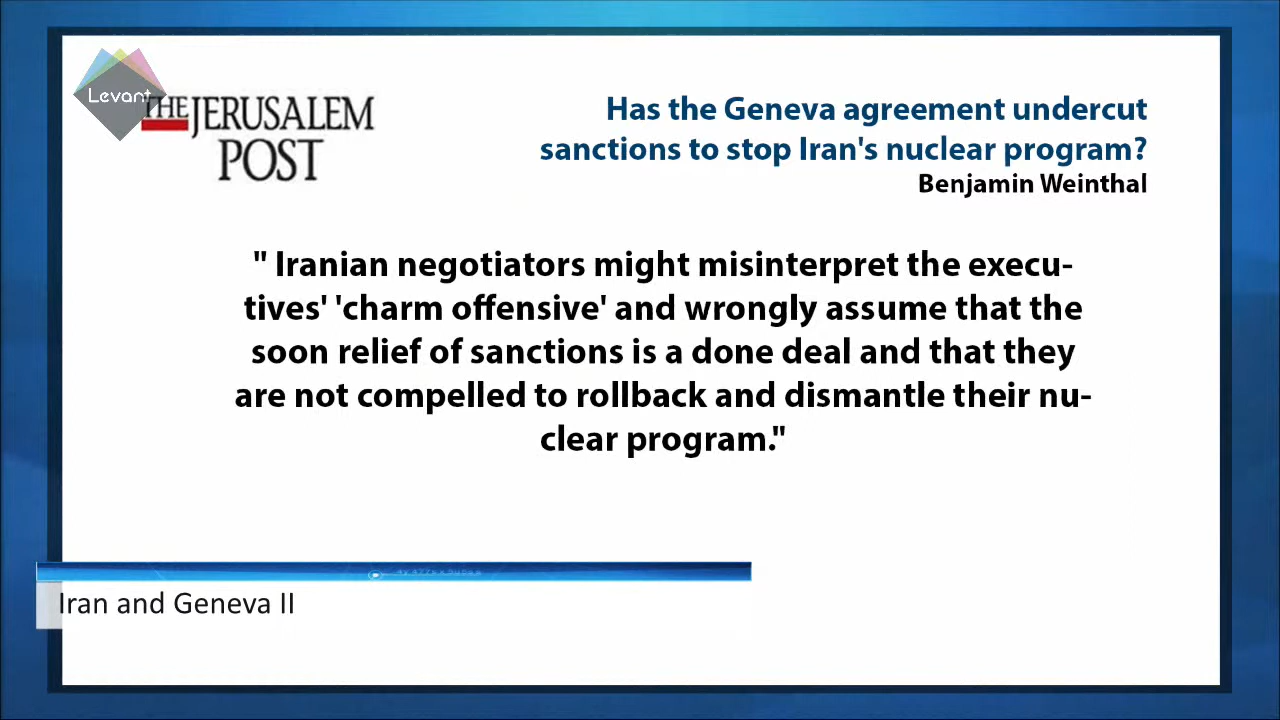 Levant
THE JERUSALEM
POST
Has the Geneva agreement undercut
sanctions to stop Iran's nuclear program?
Benjamin Weinthal
" Iranian negotiators might misinterpret the execu-
tives' 'charm offensive' and wrongly assume that the
soon relief of sanctions is a done deal and that they
are not compelled to rollback and dismantle their nu-
clear program."
Iran and Geneva II